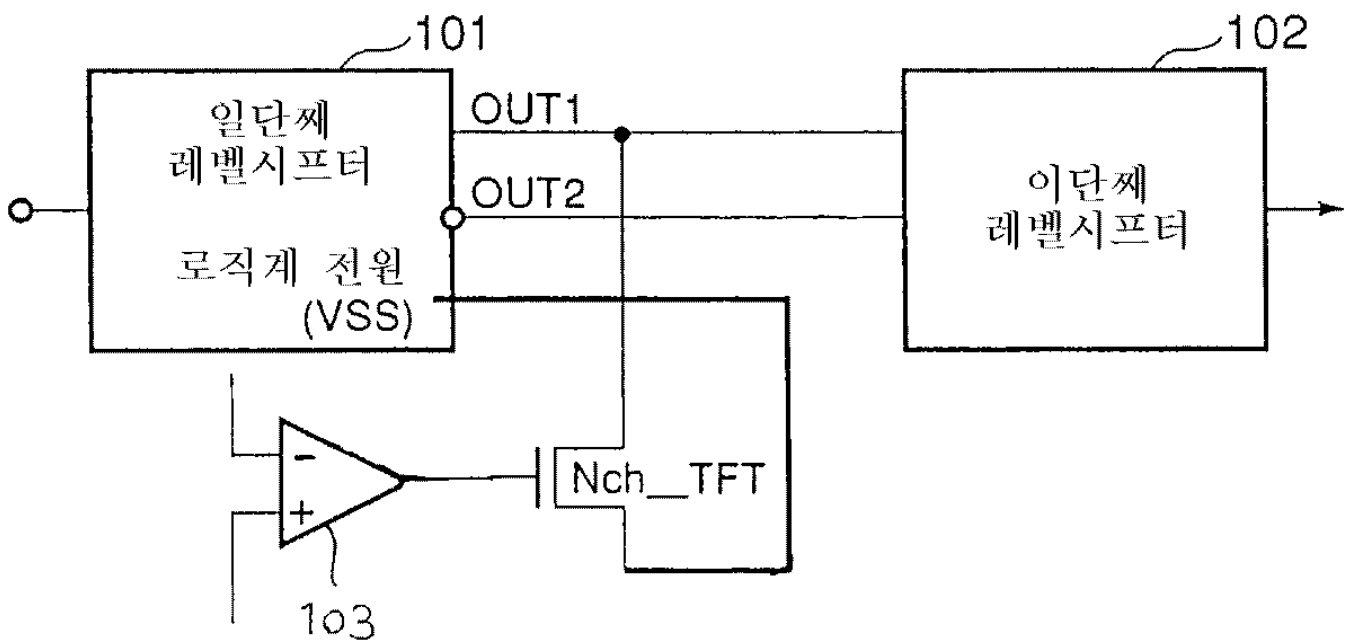 101
102
일단째
레벨시프터
OUT1
OUT2
로직계 전원
(VSS)
이단째
레벨시프터
-
+
Nch__TFT
103